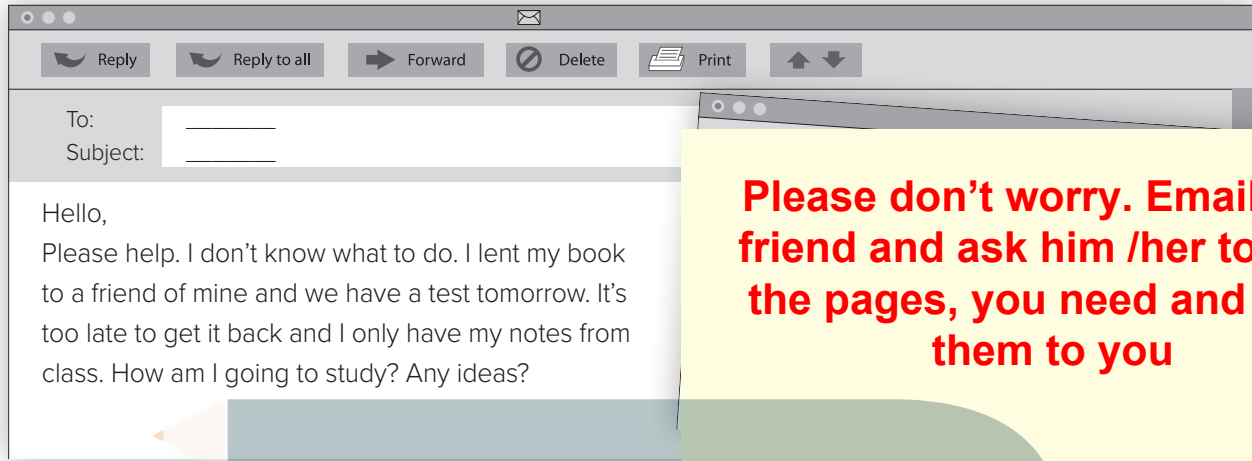 Reply Reply to all Forward Delete Print
To: _______
Subject: _______
Hello,
Please help. I don’t know what to do. I lent my book
to a friend of mine and we have a test tomorrow. It’s
too late to get it back and I only have my notes from
class. How am I going to study? Any ideas?
Please don’t worry. Email
friend and ask him /her to
the pages, you need and
them to you